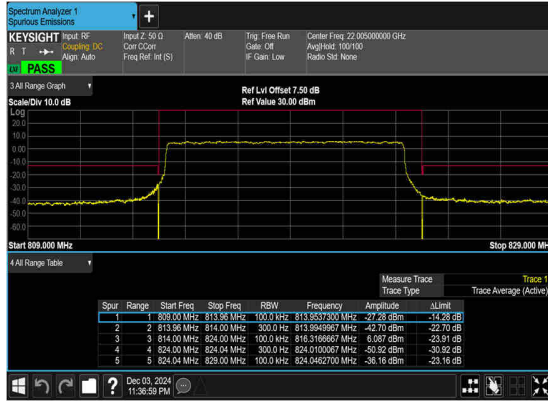 Spectrum Analyzer 1
Spurious Emissions
+
KEYSIGHT Input: RF Input Z: 50 Ω Atten: 40 dB Trig: Free Run Center Freq: 22.005000000 GHz
R T Coupling: DC Corr CCorr Gate: Off Avg|Hold: 100/100
Align: Auto Freq Ref: Int (S) IF Gain: Low Radio Std: None
PASS
3 All Range Graph
Ref Lvl Offset 7.50 dB
Scale/Div 10.0 dB Ref Value 30.00 dBm
Log
20.0
10.0
0.00
-10.0
-20.0
-30.0
-40.0
-50.0
-60.0
Start 809.000 MHz Stop 829.000 MH
4 All Range Table
Measure Trace Trace 1
Trace Type Trace Average (Active)
Spur Range Start Freq Stop Freq RBW Frequency Amplitude ΔLimit
1 1 809.00 MHz 813.96 MHz 100.0 kHz 813.9537300 MHz -27.28 dBm -14.28 dB
2 2 813.96 MHz 814.00 MHz 300.0 Hz 813.9949967 MHz -42.70 dBm -22.70 dB
3 3 814.00 MHz 824.00 MHz 100.0 kHz 816.3166667 MHz 6.087 dBm -23.91 dB
4 4 824.00 MHz 824.04 MHz 300.0 Hz 824.0100067 MHz -50.92 dBm -30.92 dB
5 5 824.04 MHz 829.00 MHz 100.0 kHz 824.0462700 MHz -36.16 dBm -23.16 dB
?
Dec 03, 2024
11:36:59 PM